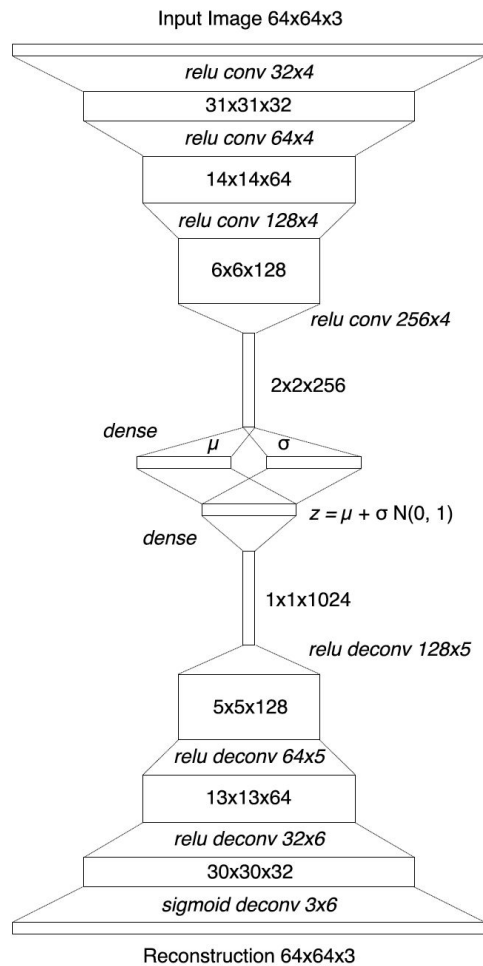 Input Image 64x64x3
relu conv 32x4
31x31x32
relu conv 64x4
14x14x64
relu conv 128x4
6x6x128
relu conv 256x4
2x2x256
dense
μ σ
z = μ + σ N(0, 1)
dense
1x1x1024
relu deconv 128x5
5x5x128
relu deconv 64x5
13x13x64
relu deconv 32x6
30x30x32
sigmoid deconv 3x6
Reconstruction 64x64x3